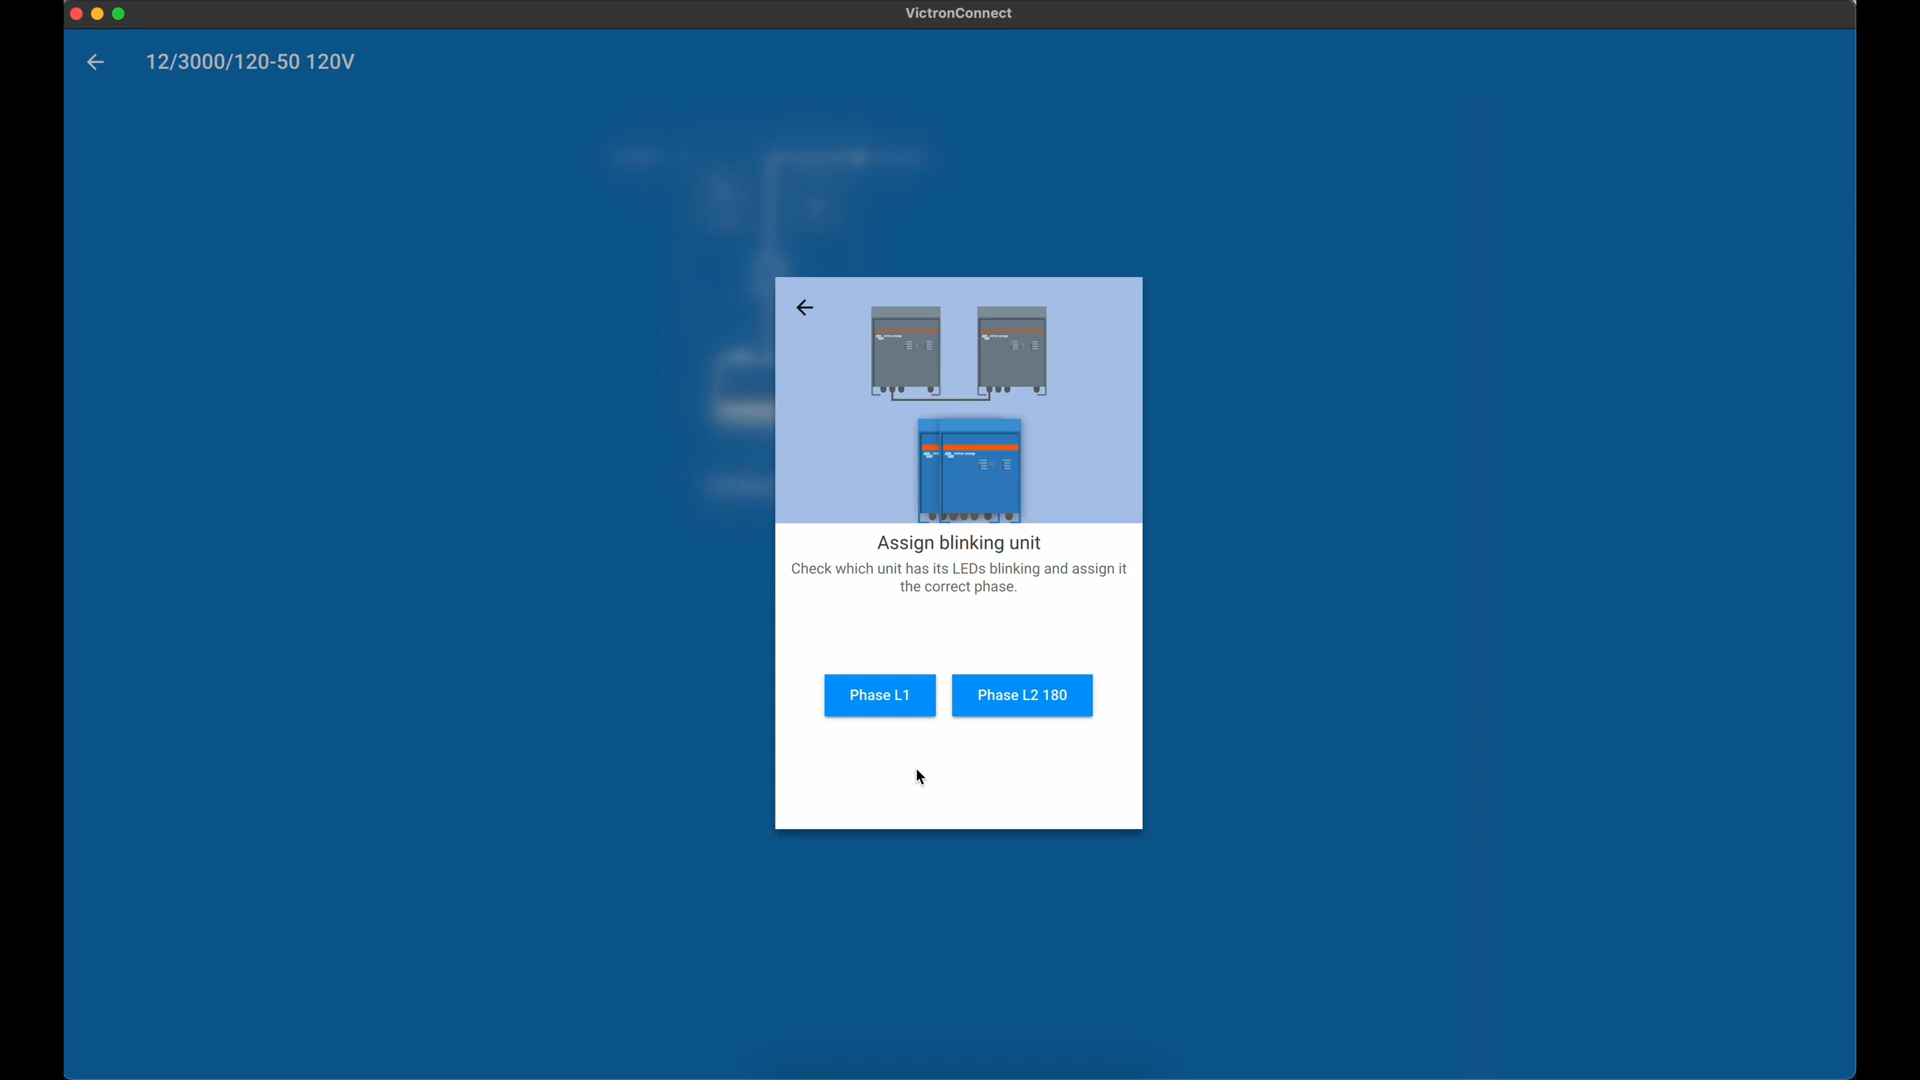 VictronConnect
12/3000/120-50 120V
Assign blinking unit
Check which unit has its LEDs blinking and assign it
the correct phase.
Phase L1
Phase L2 180